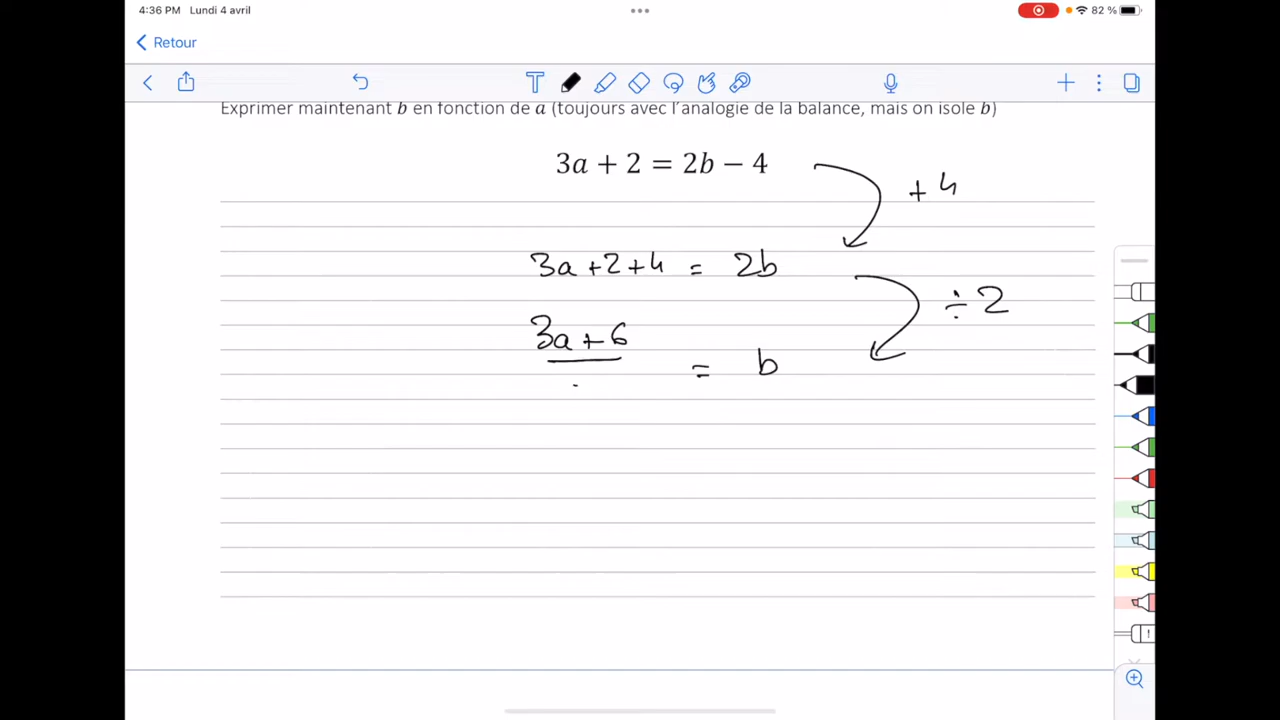 4:36 PM Lundi 4 avril
82 %
Retour
Exprimer maintenant b en fonction de a (toujours avec l’analogie de la balance, mais on isole b)
3a + 2 = 2b − 4
+ 4
3a + 2 + 4 = 2b
÷ 2
3a + 6
= b